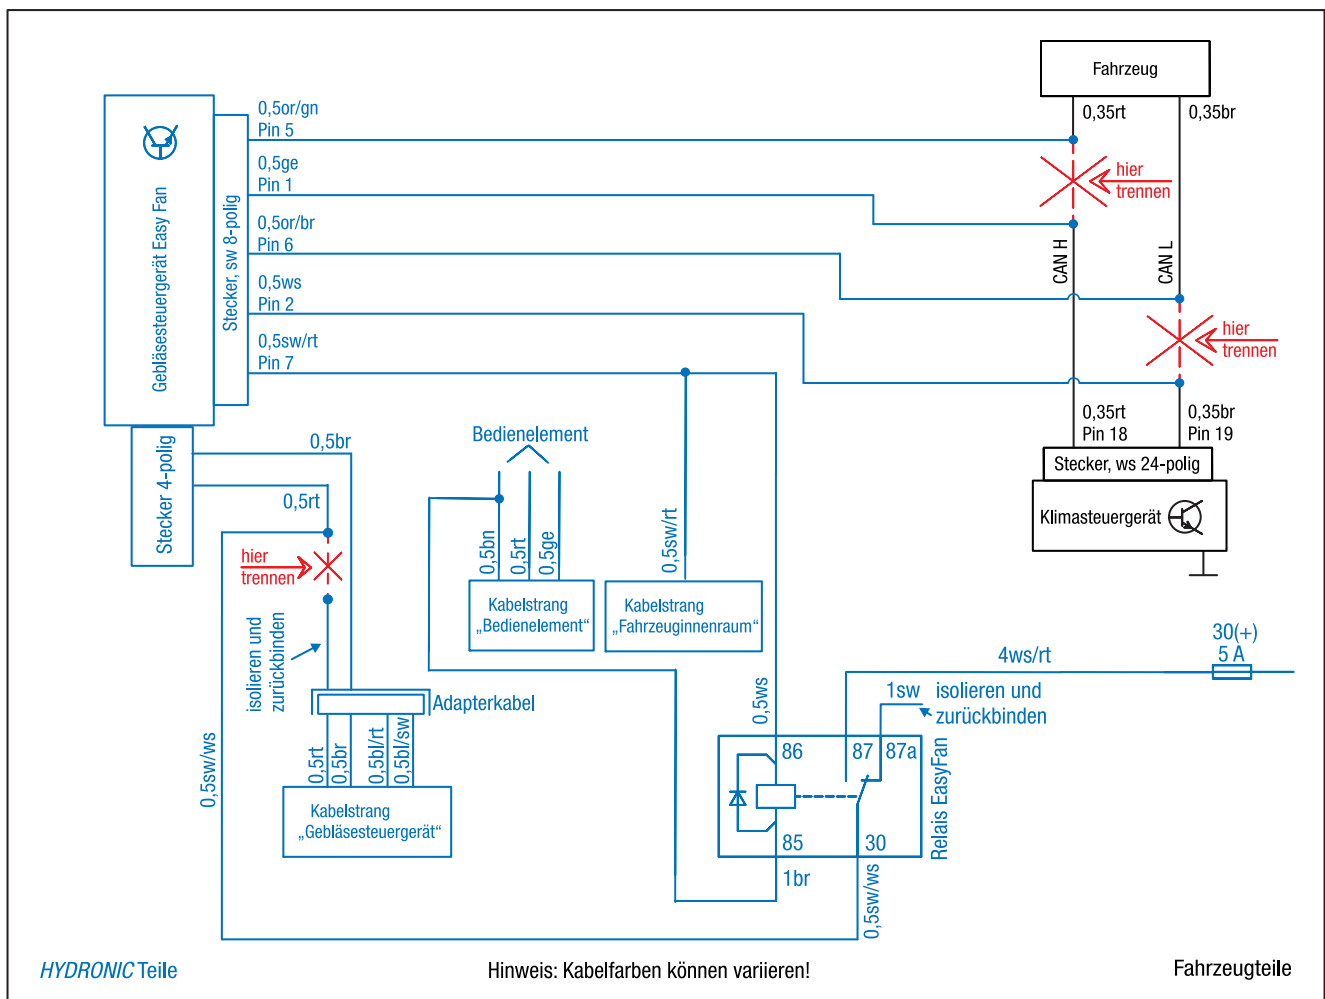 Fahrzeug
0,35rt
0,35br
0,5or/gn
Pin 5
0,5ge
Pin 1
0,5or/br
Pin 6
0,5ws
Pin 2
0,5sw/rt
Pin 7
Gebläsesteuergerät Easy Fan
Stecker, sw 8-polig
Stecker 4-polig
hier
trennen
CAN H
CAN L
hier
trennen
0,35rt
Pin 18
0,35br
Pin 19
Stecker, ws 24-polig
Klimasteuergerät
0,5br
0,5rt
Bedienelement
0,5bn
0,5rt
0,5ge
0,5sw/rt
hier
trennen
Kabelstrang
„Bedienelement“
Kabelstrang
„Fahrzeuginnenraum“
isolieren und
zurückbinden
Adapterkabel
0,5rt
0,5br
0,5bl/rt
0,5bl/sw
Kabelstrang
„Gebläsesteuergerät“
0,5sw/ws
0,5ws
30(+)
5 A
4ws/rt
1sw
isolieren und
zurückbinden
86
87
87a
85
30
Relais EasyFan
1br
0,5sw/ws
HYDRONIC Teile
Hinweis: Kabelfarben können variieren!
Fahrzeugteile